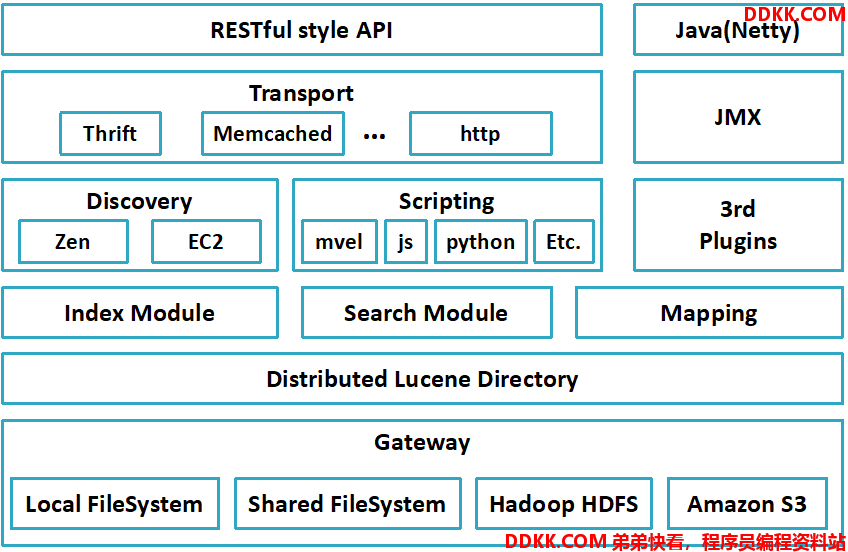 DDKK.COM
RESTful style API
Java(Netty)
Transport
Thrift
Memcached
...
http
JMX
Discovery
Zen
EC2
Scripting
mvel
js
python
Etc.
3rd
Plugins
Index Module
Search Module
Mapping
Distributed Lucene Directory
Gateway
Local FileSystem
Shared FileSystem
Hadoop HDFS
Amazon S3
DDKK.COM 弟弟快看，程序员编程资料站